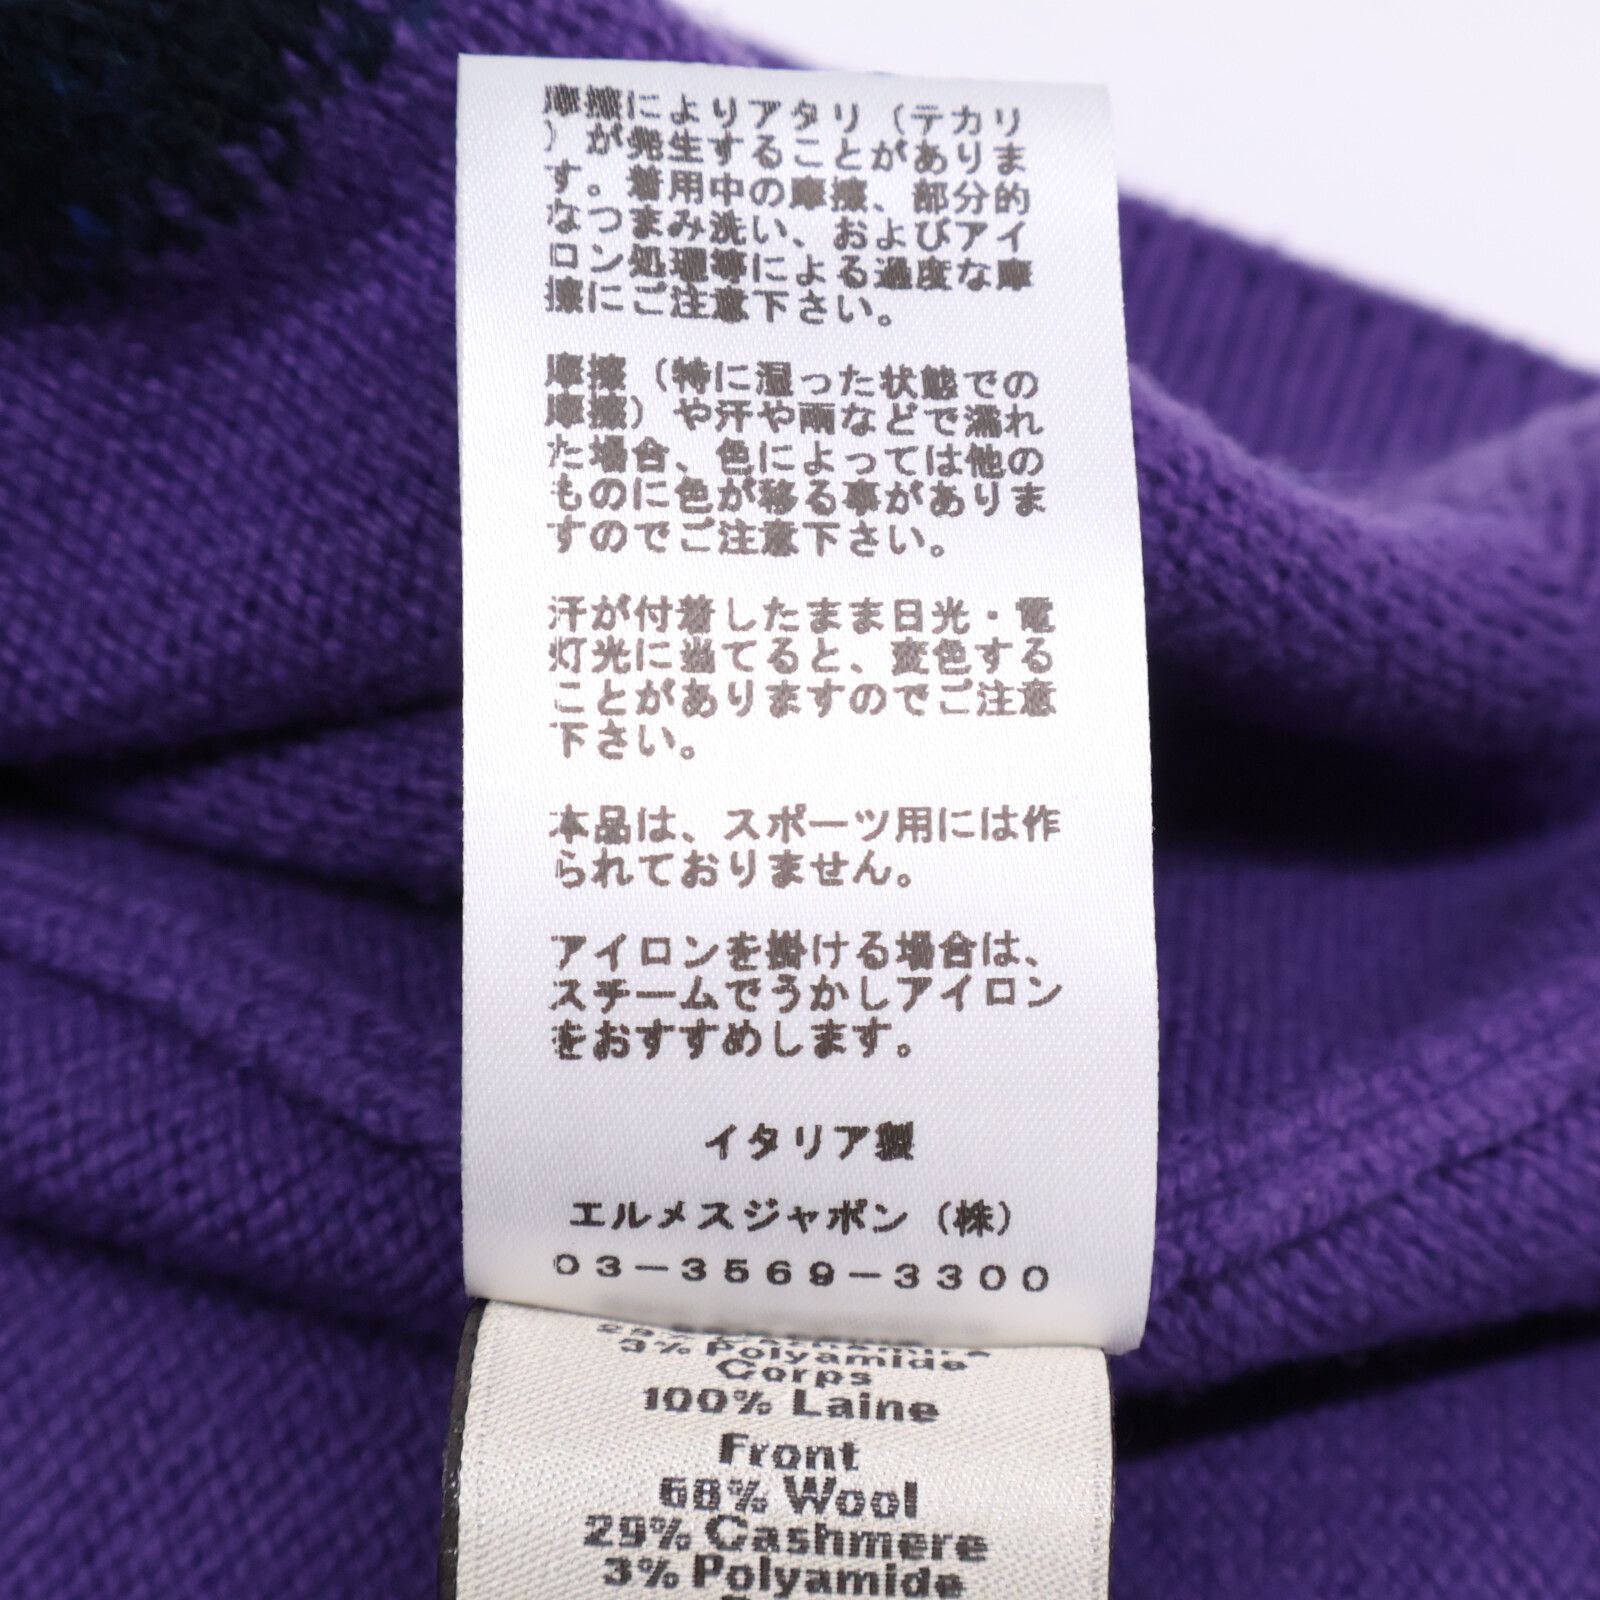 摩擦によりアタリ（テカリ
）が発生することがありま
す。着用中の摩擦、部分的
なつまみ洗い、およびアイ
ロン処理等による過度な摩
擦にご注意下さい。
摩擦（特に湿った状態での
摩擦）や汗や雨などで濡れ
た場合、色によっては他の
ものに色が移る事がありま
すのでご注意下さい。
汗が付着したまま日光・電
灯光に当てると、変色する
ことがありますのでご注意
下さい。
本品は、スポーツ用には作
られておりません。
アイロンを掛ける場合は、
スチームでうかしアイロン
をおすすめします。
イタリア製
エルメスジャポン（株）
０３－３５６９－３３００
3% Polyamide
Corps
100% Laine
Front
68% Wool
29% Cashmere
3% Polyamide